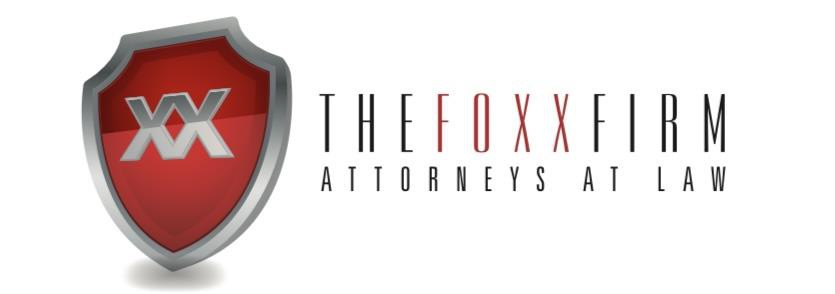 XX
THEFOXXFIRM
ATTORNEYS AT LAW